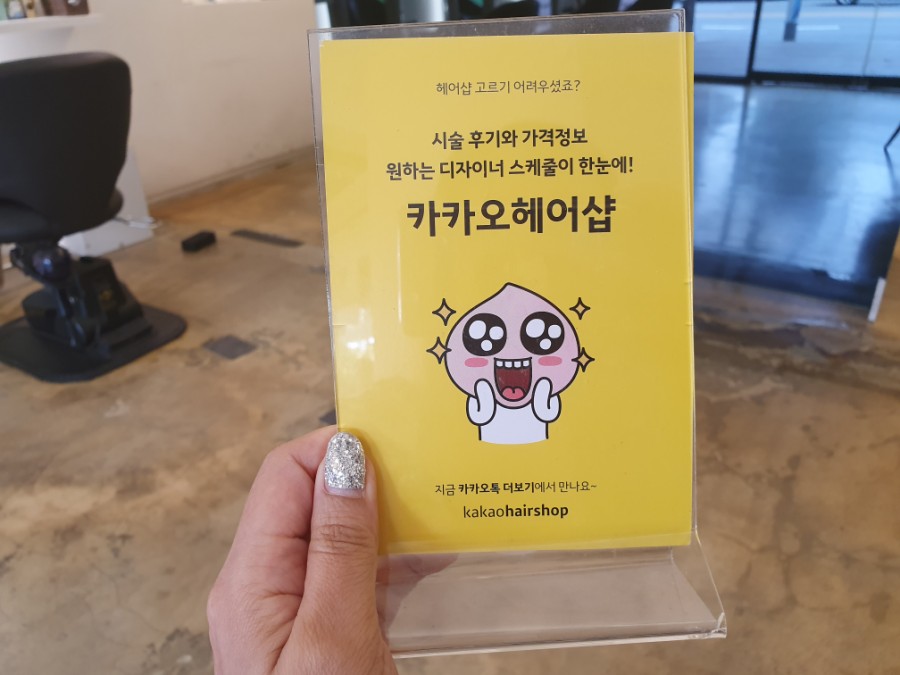 헤어샵 고르기 어려우셨죠?
시술 후기와 가격정보
원하는 디자이너 스케줄이 한눈에!
카카오헤어샵
지금 카카오톡 더보기에서 만나요~
kakaohairshop